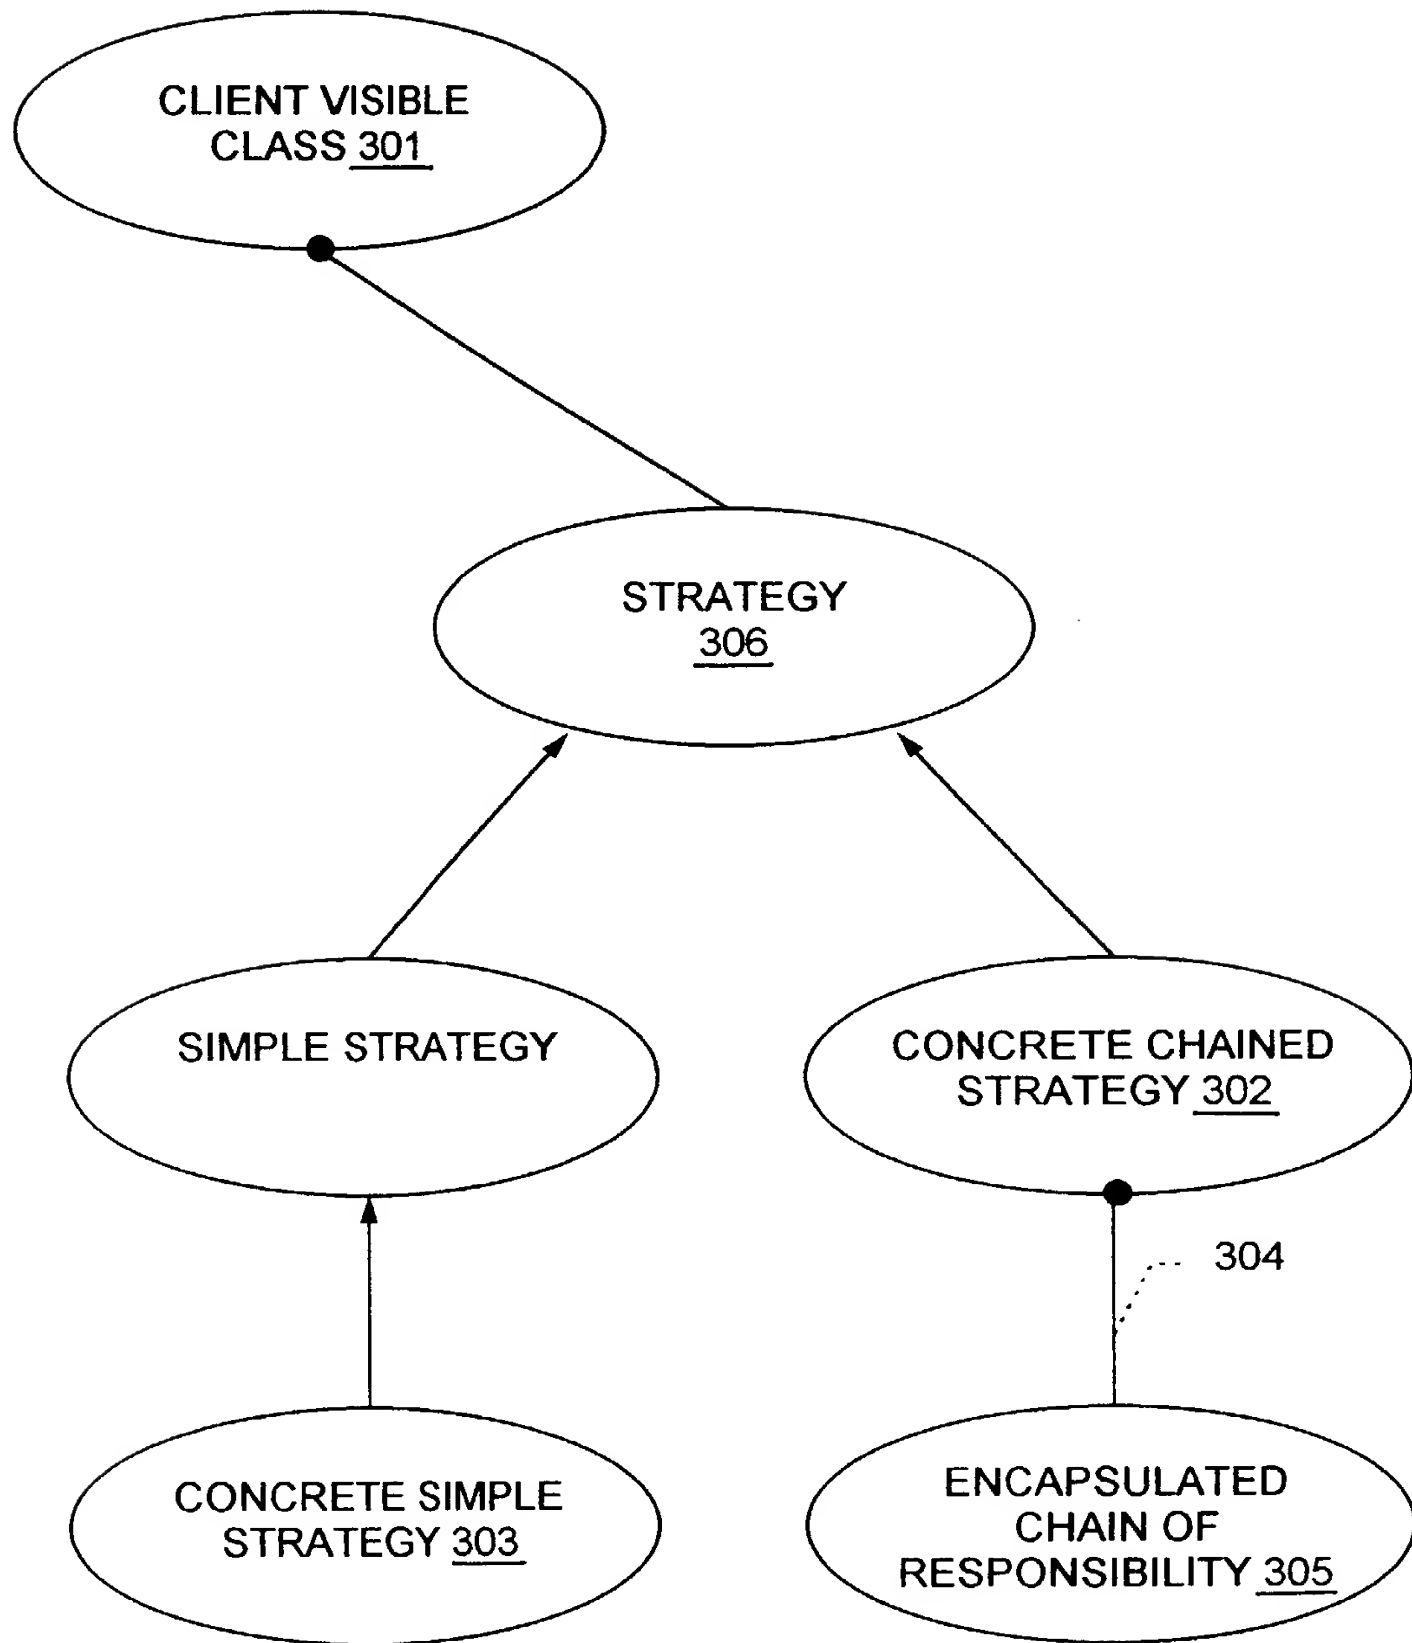 CLIENT VISIBLE
CLASS 301
STRATEGY
306
SIMPLE STRATEGY
CONCRETE CHAINED
STRATEGY 302
304
CONCRETE SIMPLE
STRATEGY 303
ENCAPSULATED
CHAIN OF
RESPONSIBILITY 305